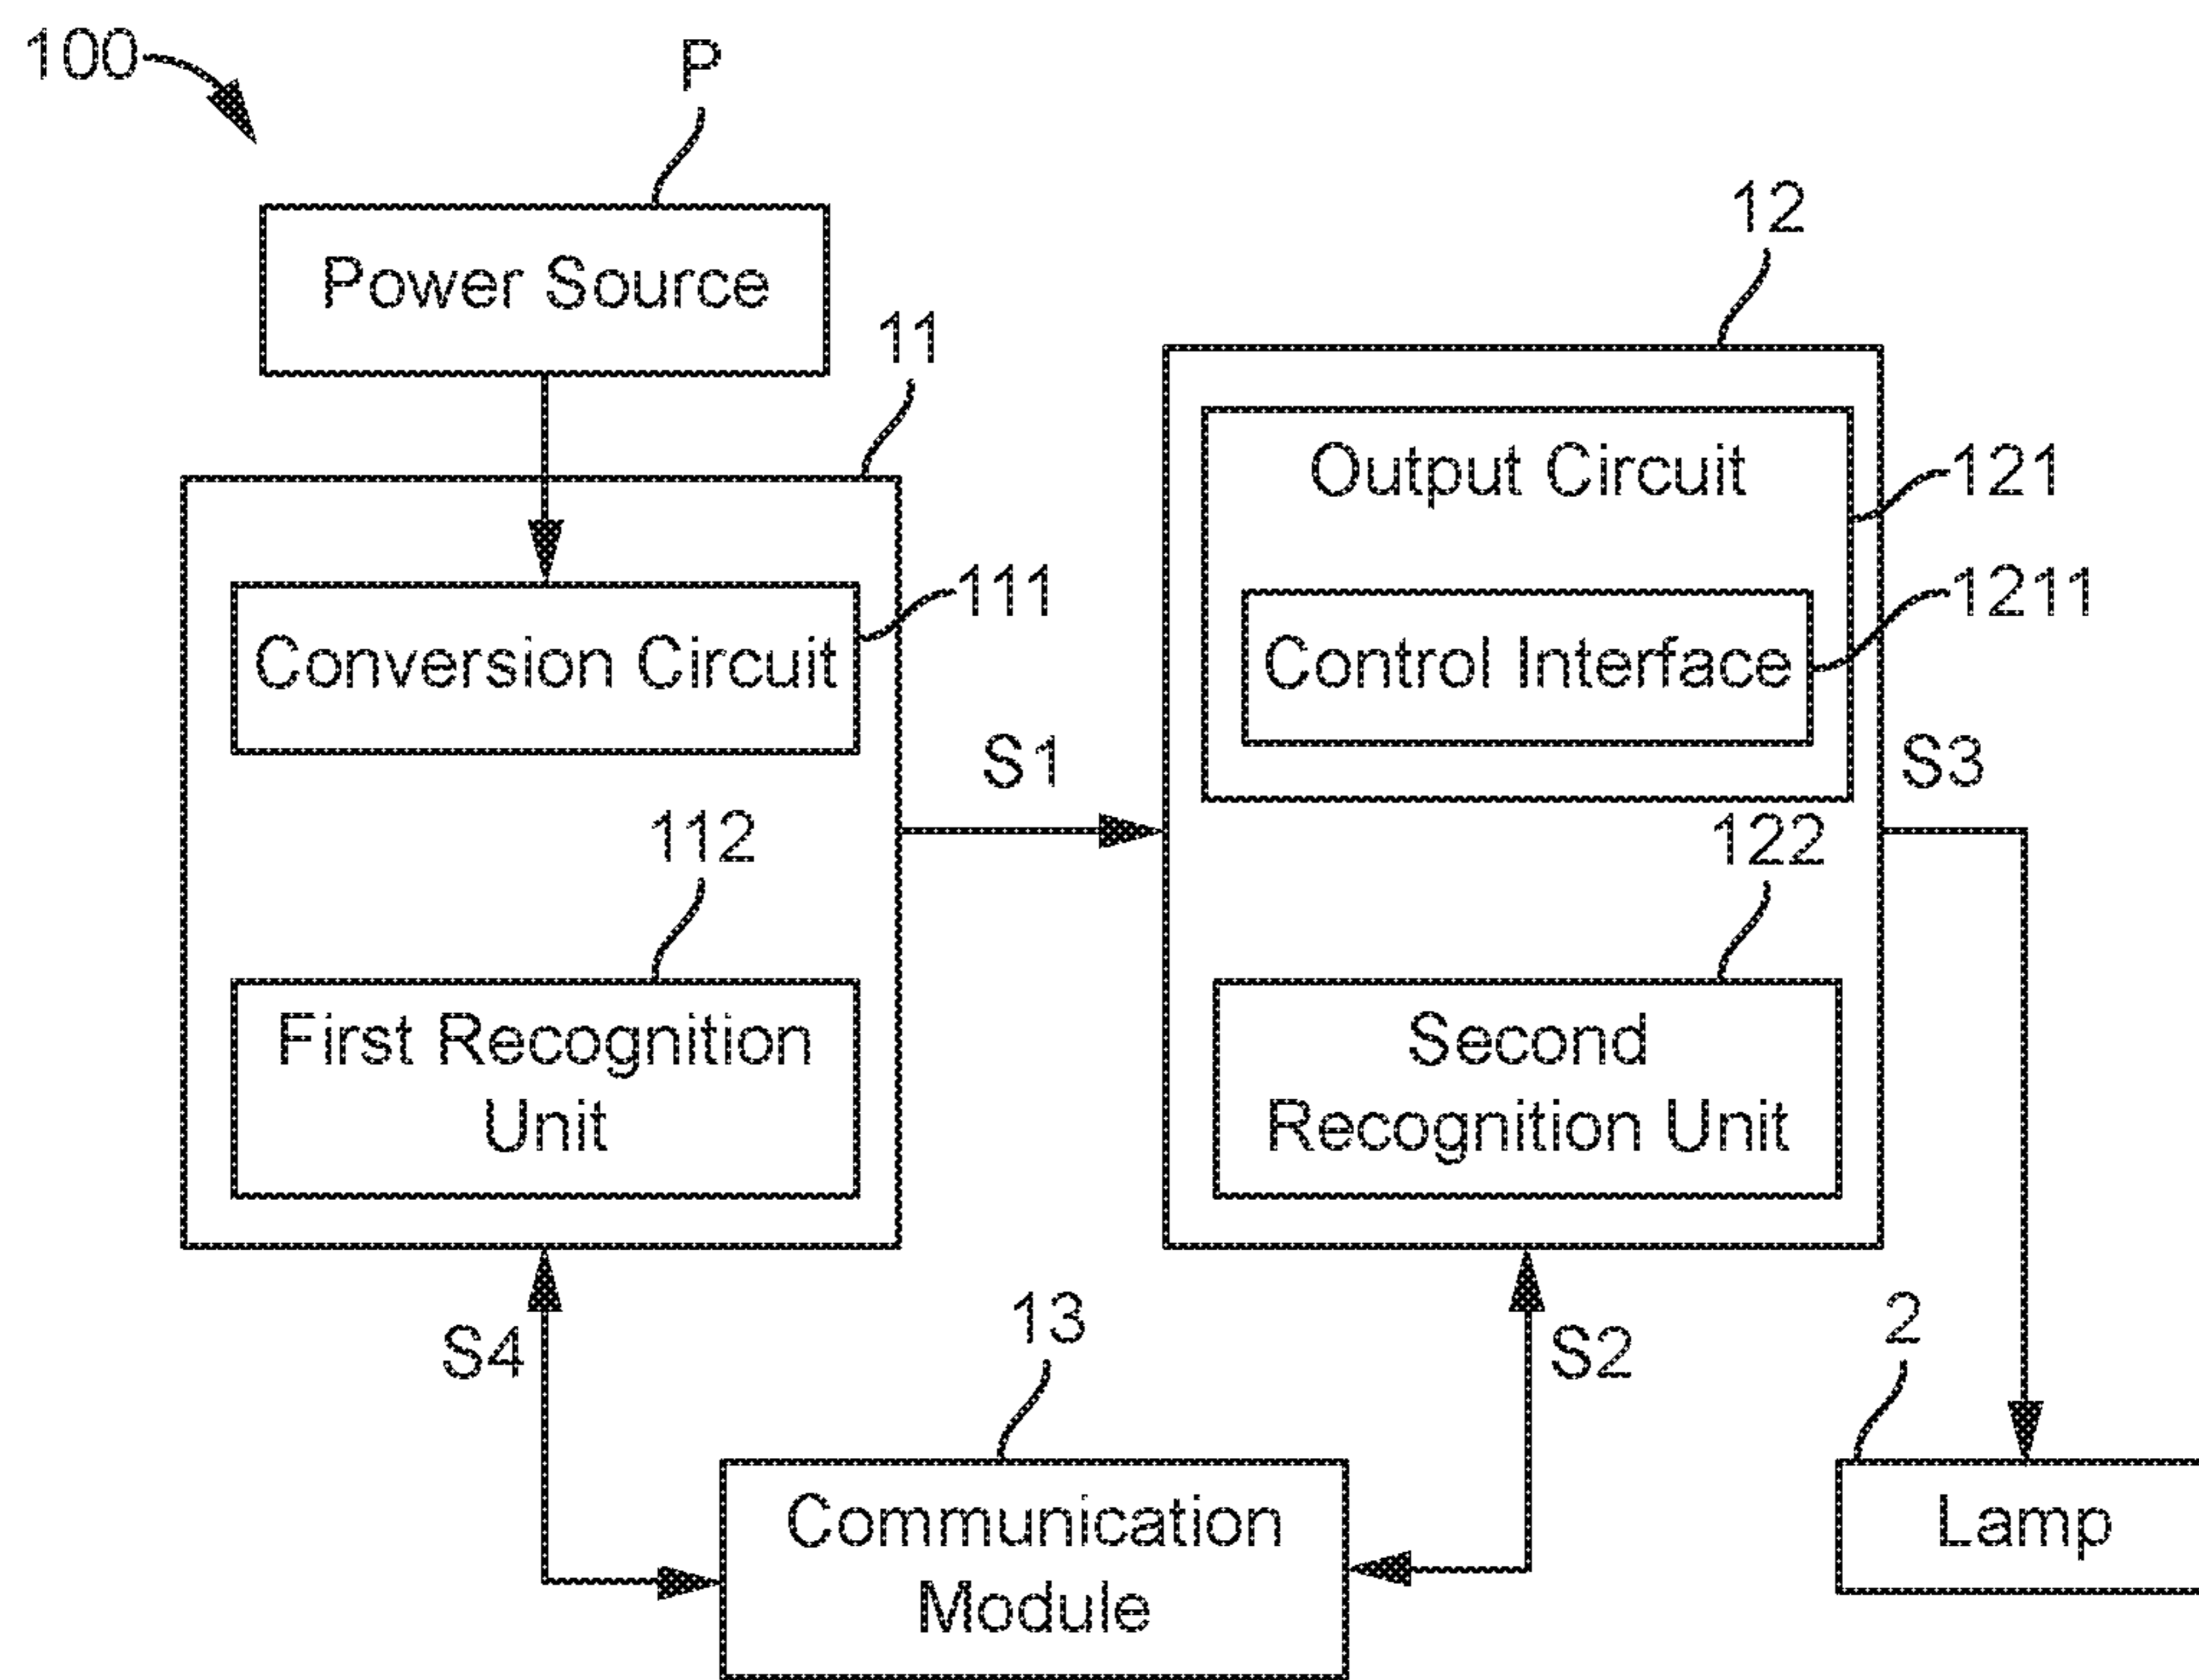 100
P
Power Source
11
12
Output Circuit
121
Conversion Circuit
111
Control Interface
1211
S1
S3
112
122
First Recognition
Unit
Second
Recognition Unit
S4
13
S2
2
Communication
Module
Lamp